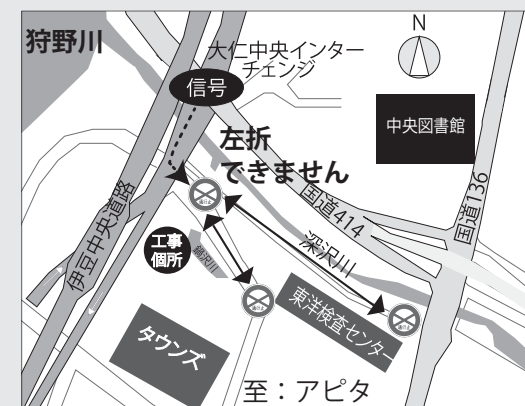 狩野川
大仁中央インター
チェンジ
N
信号
中央図書館
左折
できません
国道414
国道136
伊豆中央道路
深沢川
工事
個所
鍋沢川
東洋検査センター
タウンズ
至：アピタ